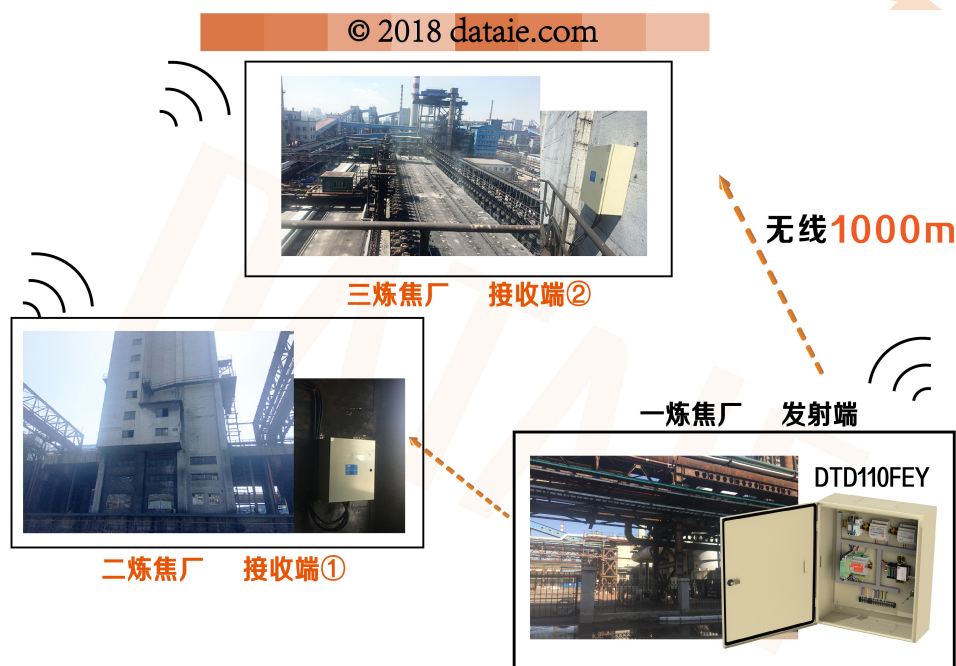 © 2018 dataie.com
无线1000m
三炼焦厂 接收端②
一炼焦厂 发射端
DTD110FEY
二炼焦厂 接收端①